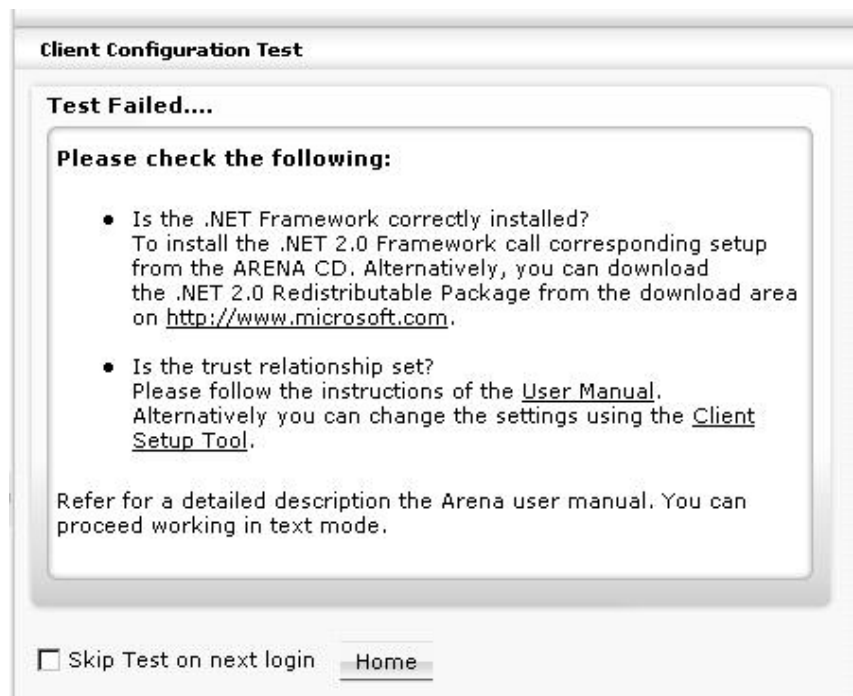 Client Configuration Test
Test Failed....
Please check the following:
● Is the .NET Framework correctly installed?
To install the .NET 2.0 Framework call corresponding setup
from the ARENA CD. Alternatively, you can download
the .NET 2.0 Redistributable Package from the download area
on http://www.microsoft.com.
● Is the trust relationship set?
Please follow the instructions of the User Manual.
Alternatively you can change the settings using the Client
Setup Tool.
Refer for a detailed description the Arena user manual. You can
proceed working in text mode.
Skip Test on next login
Home